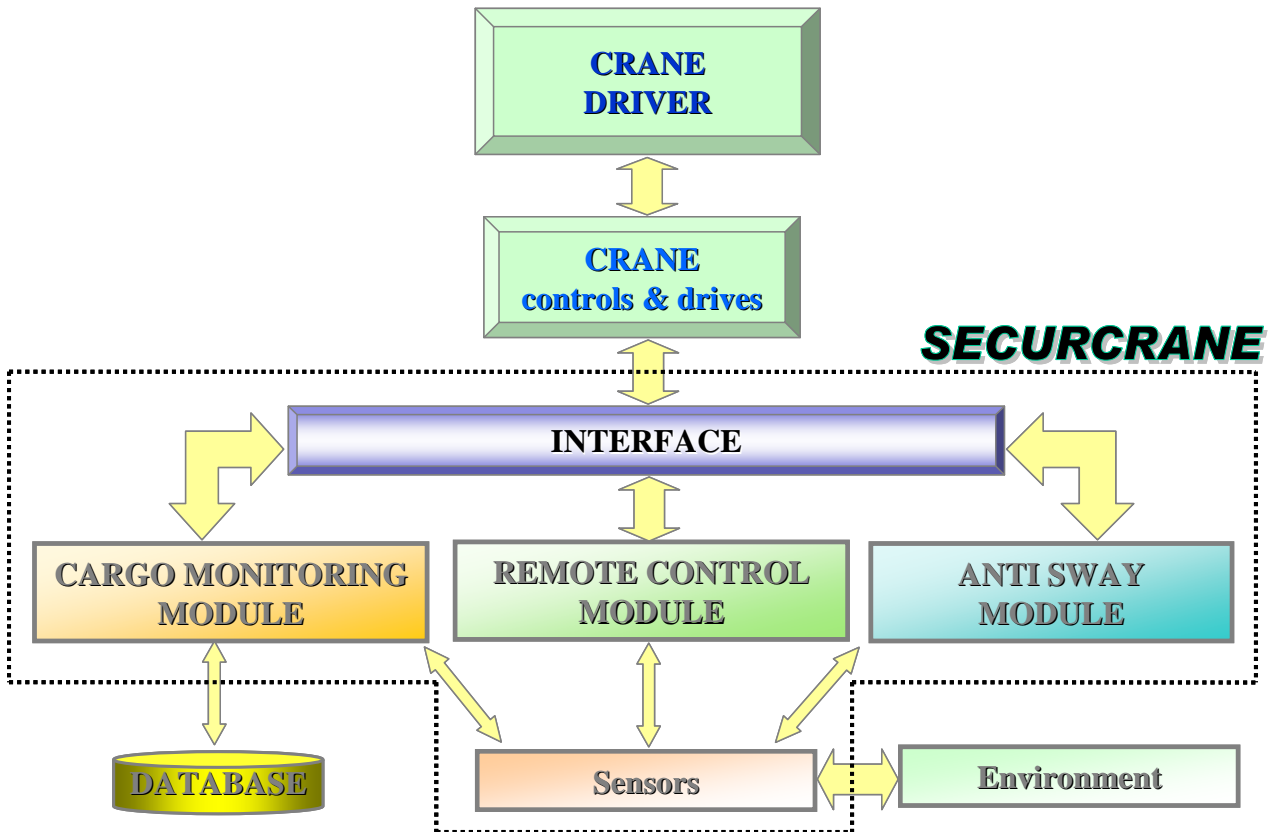 CRANE
DRIVER
CRANE
controls & drives
SECURCRANE
INTERFACE
CARGO MONITORING
MODULE
REMOTE CONTROL
MODULE
ANTI SWAY
MODULE
DATABASE
Sensors
Environment